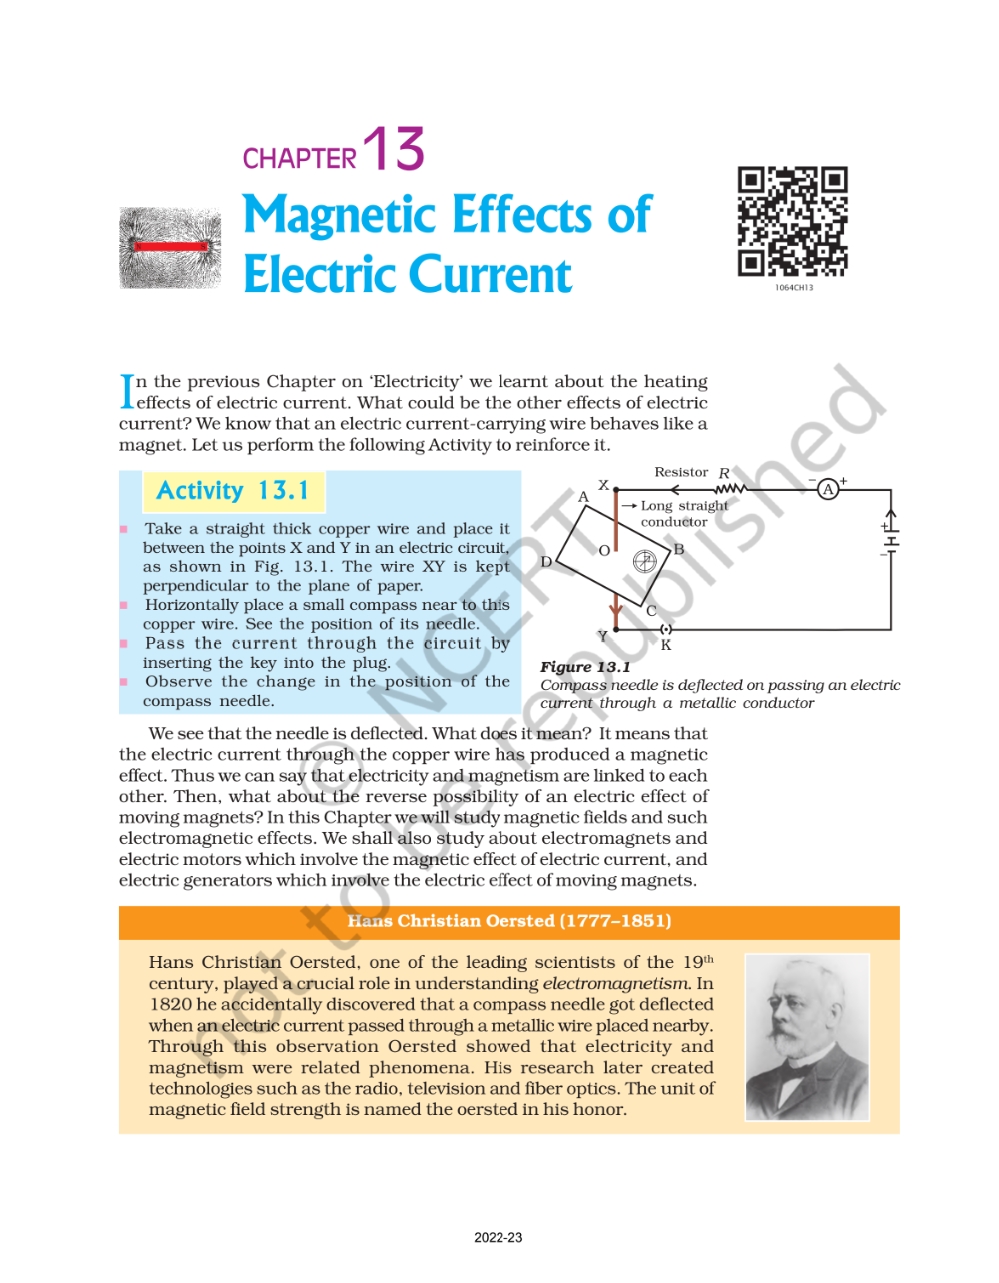 CHAPTER 13
Magnetic Effects of
Electric Current
1064CH13
In the previous Chapter on ‘Electricity’ we learnt about the heating
effects of electric current. What could be the other effects of electric
current? We know that an electric current-carrying wire behaves like a
magnet. Let us perform the following Activity to reinforce it.
Activity 13.1
Take a straight thick copper wire and place it
between the points X and Y in an electric circuit,
as shown in Fig. 13.1. The wire XY is kept
perpendicular to the plane of paper.
Horizontally place a small compass near to this
copper wire. See the position of its needle.
Pass the current through the circuit by
inserting the key into the plug.
Observe the change in the position of the
compass needle.
Resistor R
X
A
− A +
Long straight
conductor
O
B
D
+
−
C
Y
K
Figure 13.1
Compass needle is deflected on passing an electric
current through a metallic conductor
We see that the needle is deflected. What does it mean? It means that
the electric current through the copper wire has produced a magnetic
effect. Thus we can say that electricity and magnetism are linked to each
other. Then, what about the reverse possibility of an electric effect of
moving magnets? In this Chapter we will study magnetic fields and such
electromagnetic effects. We shall also study about electromagnets and
electric motors which involve the magnetic effect of electric current, and
electric generators which involve the electric effect of moving magnets.
Hans Christian Oersted (1777–1851)
Hans Christian Oersted, one of the leading scientists of the 19th
century, played a crucial role in understanding electromagnetism. In
1820 he accidentally discovered that a compass needle got deflected
when an electric current passed through a metallic wire placed nearby.
Through this observation Oersted showed that electricity and
magnetism were related phenomena. His research later created
technologies such as the radio, television and fiber optics. The unit of
magnetic field strength is named the oersted in his honor.
© NCERT
not to be republished
2022-23